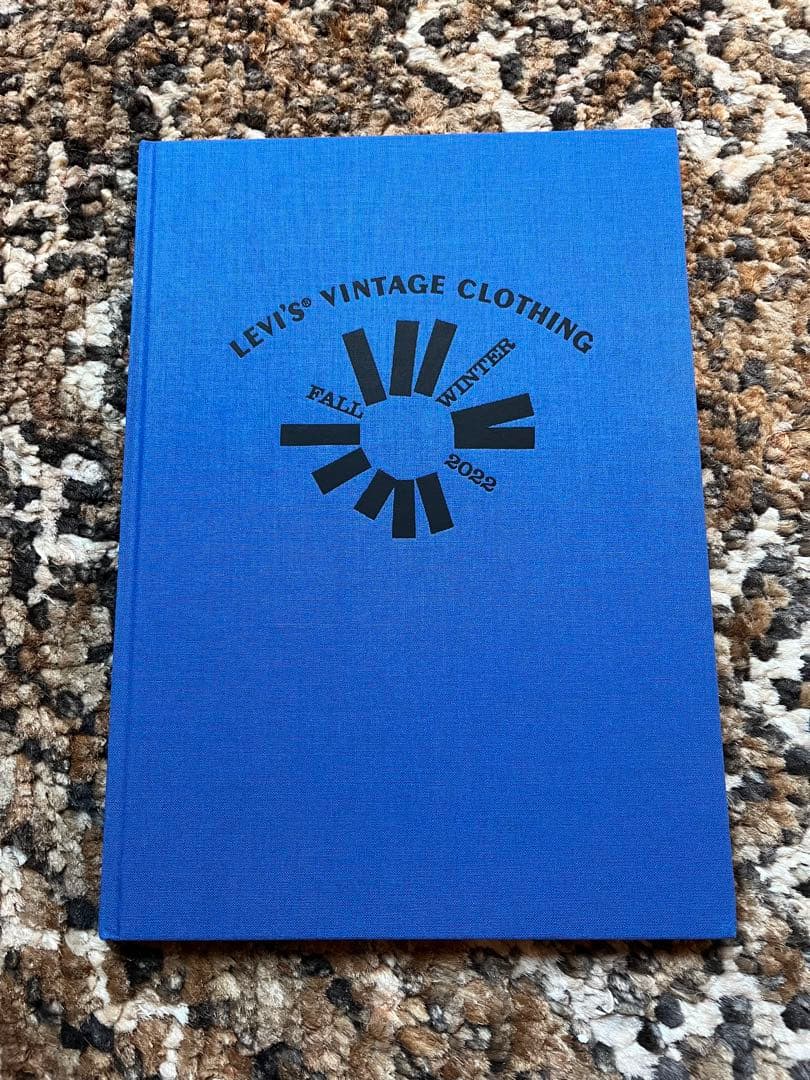 LEVI'S® VINTAGE CLOTHING
FALL
WINTER
2022